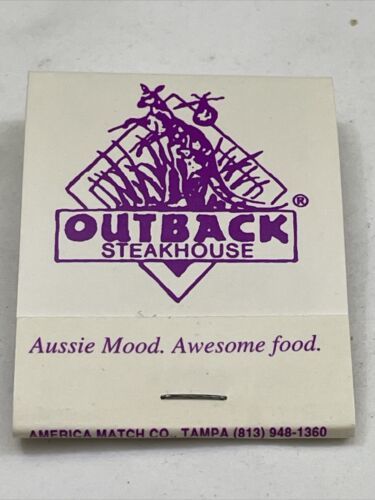 OUTBACK®
STEAKHOUSE
Aussie Mood. Awesome food.
AMERICA MATCH CO., TAMPA (813) 948-1360